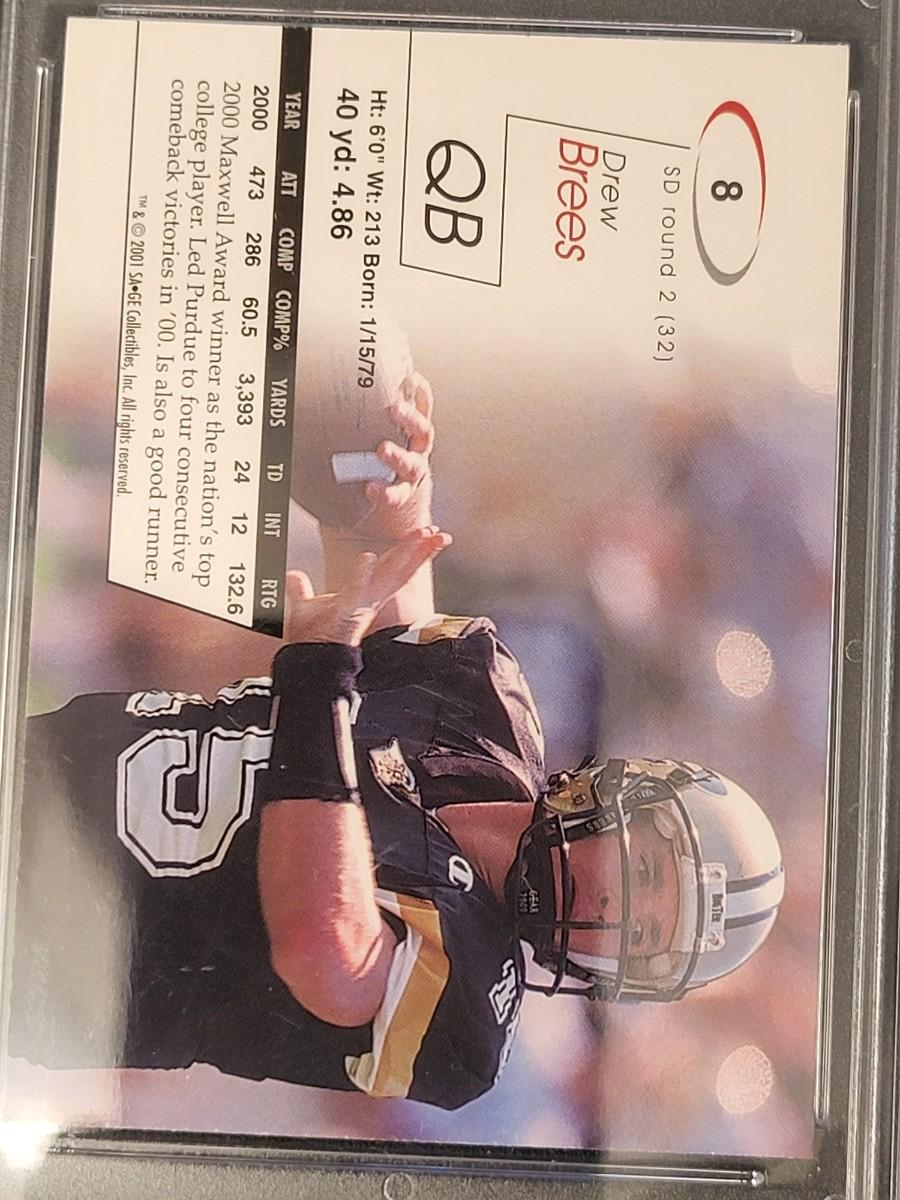 8
SD round 2 (32)
Drew
Brees
QB
Ht: 6'0" Wt: 213 Born: 1/15/79
40 yd: 4.86
YEAR ATT COMP COMP% YARDS TD INT RTG
2000 473 286 60.5 3,393 24 12 132.6
2000 Maxwell Award winner as the nation's top
college player. Led Purdue to four consecutive
comeback victories in '00. Is also a good runner.
™ & © 2001 SA•GE Collectibles, Inc. All rights reserved.
5